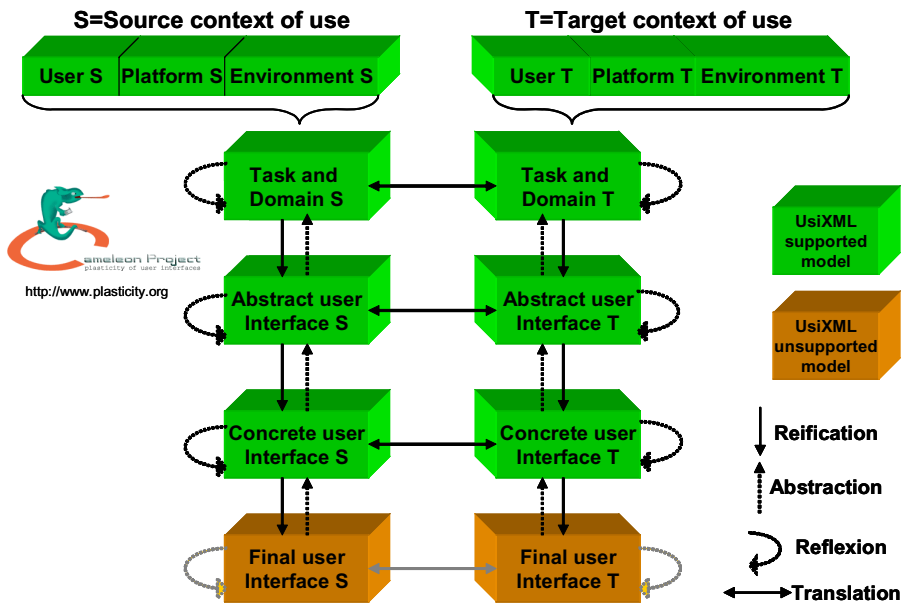 S=Source context of use
T=Target context of use
User S
Platform S
Environment S
User T
Platform T
Environment T
Task and
Domain S
Task and
Domain T
UsiXML
supported
model
ameleon Project
plasticity of user interfaces
http://www.plasticity.org
Abstract user
Interface S
Abstract user
Interface T
UsiXML
unsupported
model
Concrete user
Interface S
Concrete user
Interface T
Reification
Abstraction
Final user
Interface S
Final user
Interface T
Reflexion
Translation